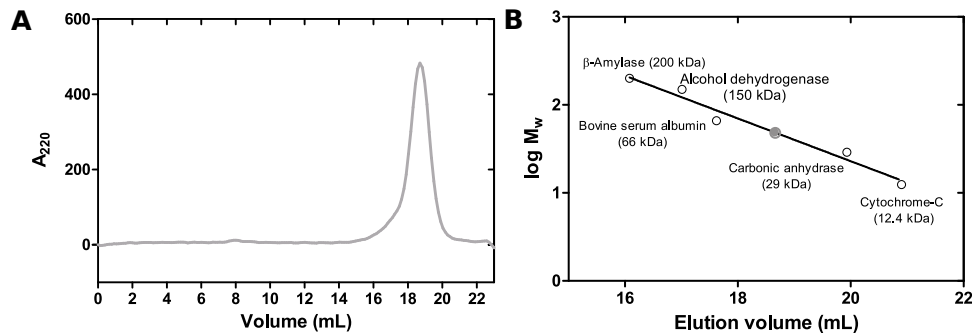 A
600
400
200
0
A220
0 2 4 6 8 10 12 14 16 18 20 22
Volume (mL)
B
3
2
1
0
log Mw
β-Amylase (200 kDa)
Alcohol dehydrogenase
(150 kDa)
Bovine serum albumin
(66 kDa)
Carbonic anhydrase
(29 kDa)
Cytochrome-C
(12.4 kDa)
16 18 20 22
Elution volume (mL)